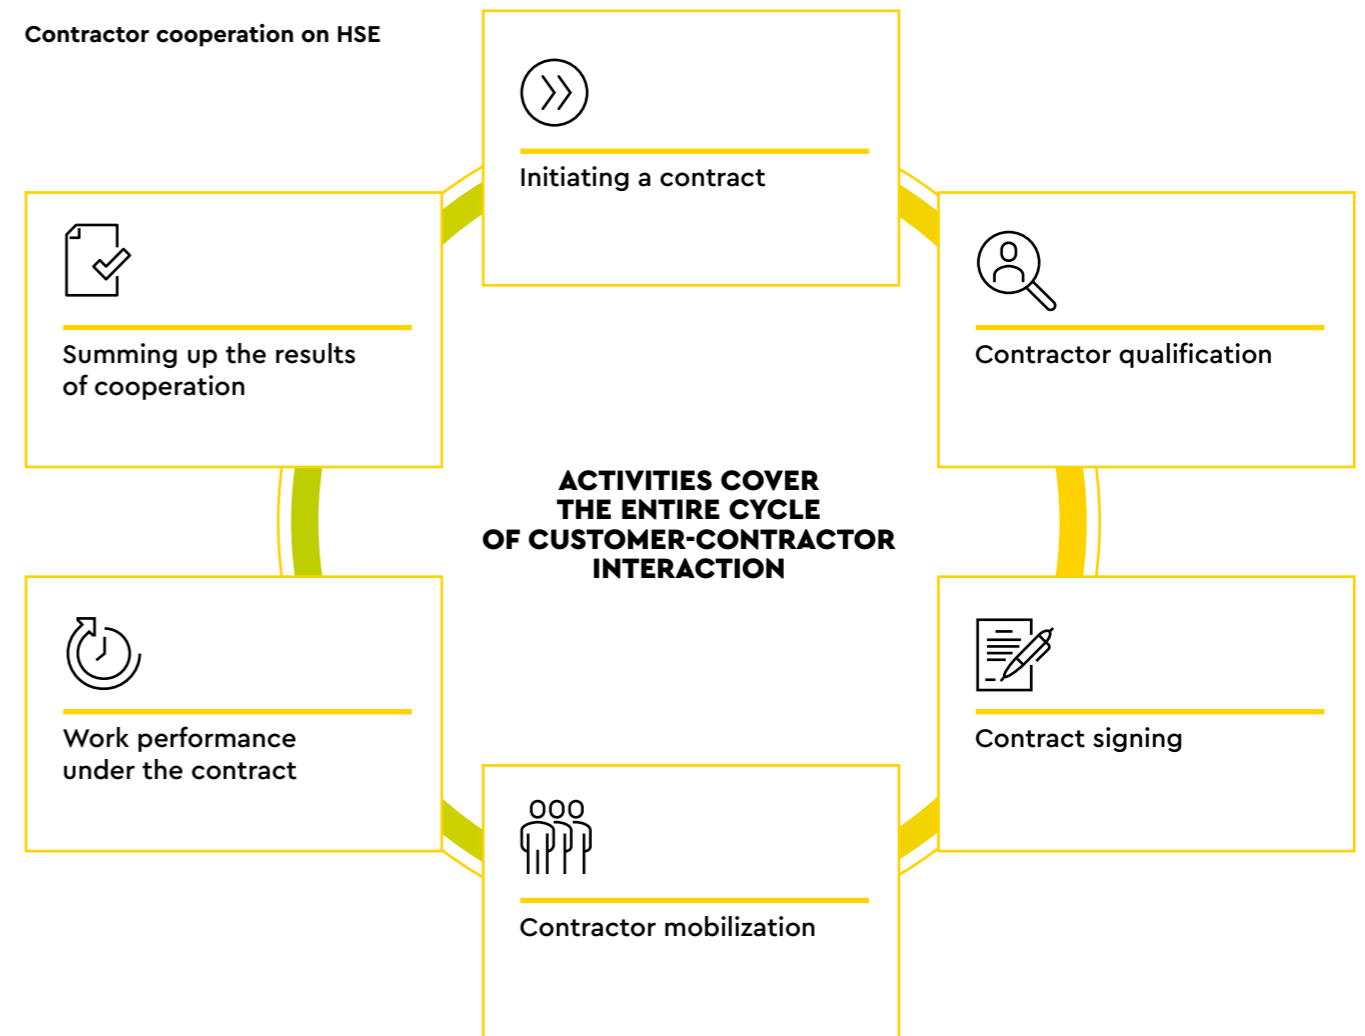 Contractor cooperation on HSE
Initiating a contract
Contractor qualification
Contract signing
Contractor mobilization
Work performance
under the contract
Summing up the results
of cooperation
ACTIVITIES COVER
THE ENTIRE CYCLE
OF CUSTOMER-CONTRACTOR
INTERACTION